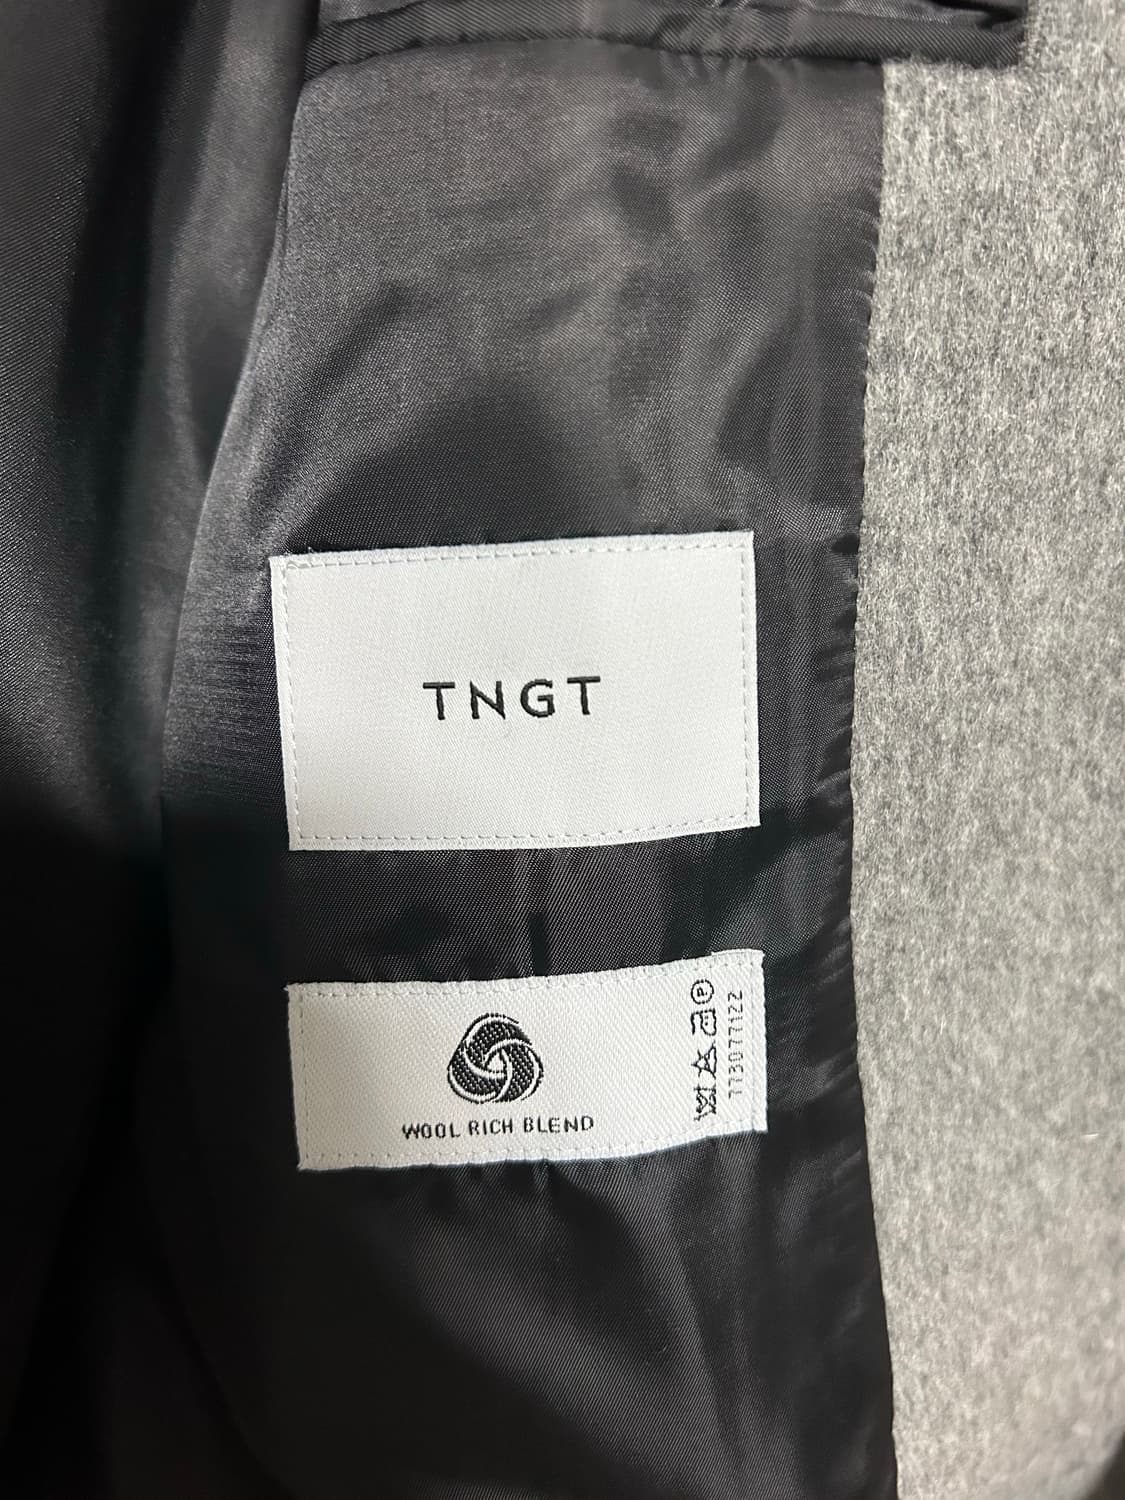 TNGT
WOOL RICH BLEND
P
773077122